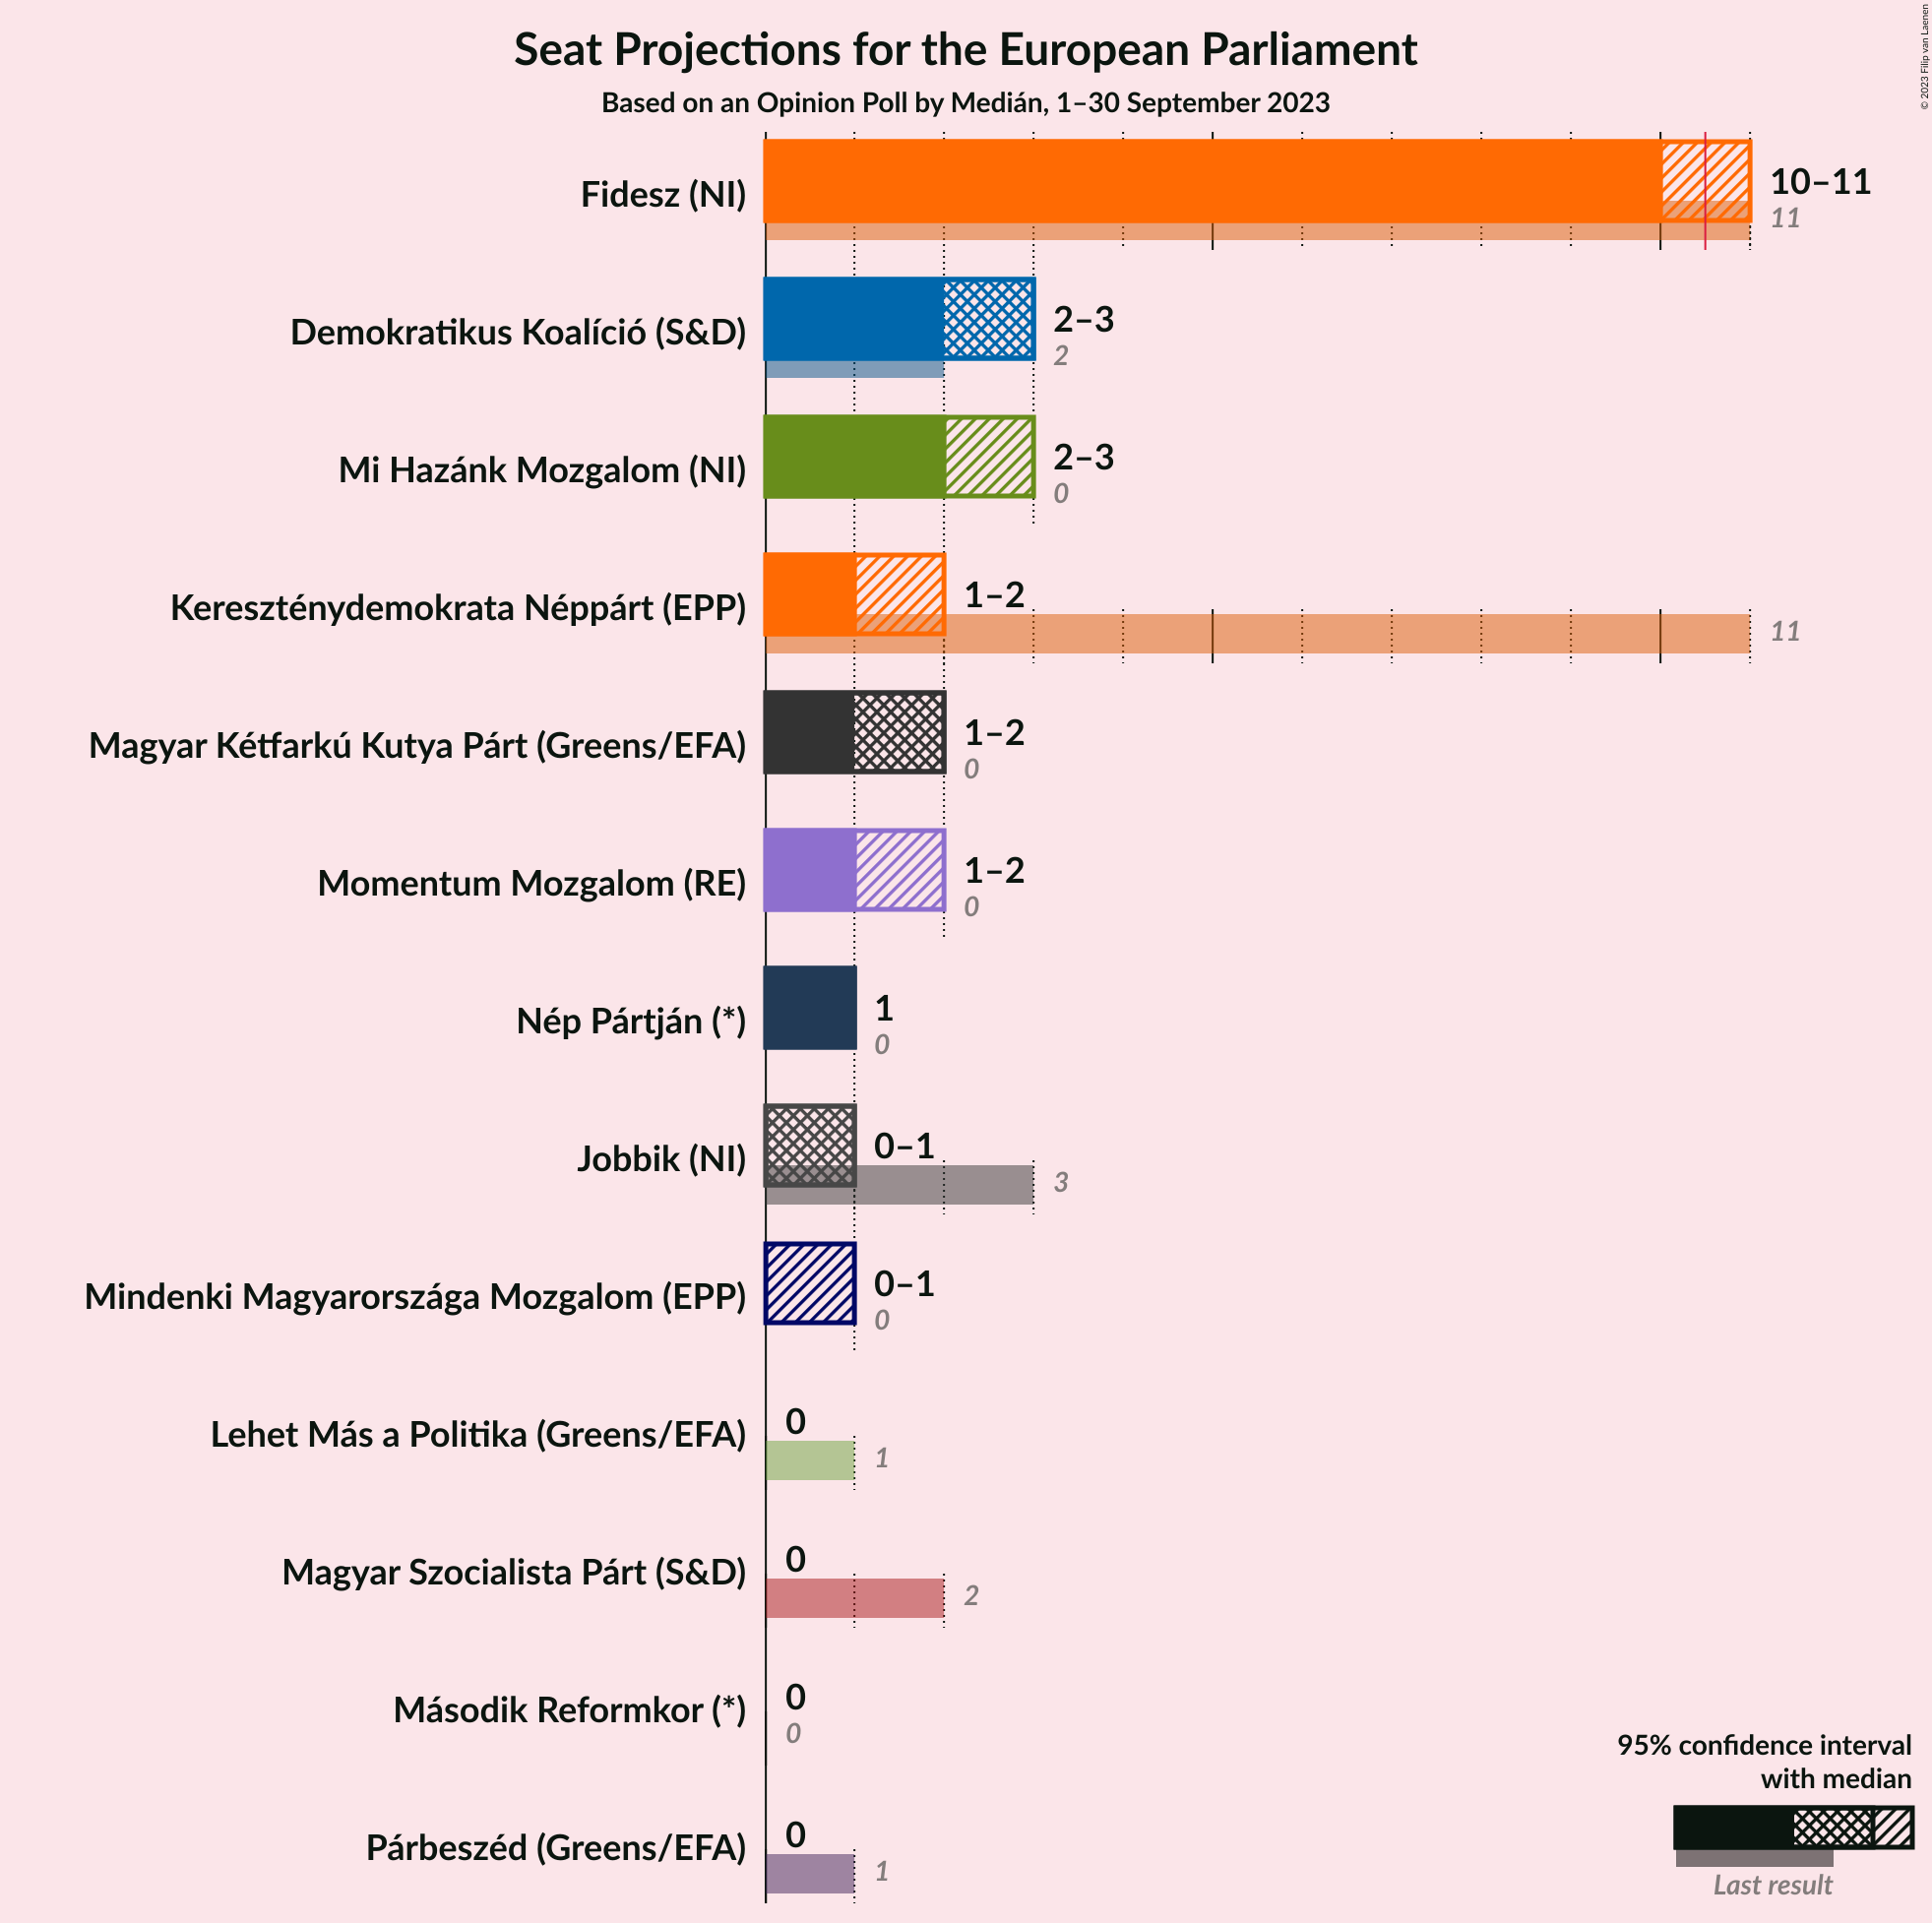 Seat Projections for the European Parliament
Based on an Opinion Poll by Medián, 1–30 September 2023
© 2023 Filip van Laenen
Fidesz (NI)
10–11
11
Demokratikus Koalíció (S&D)
2–3
2
Mi Hazánk Mozgalom (NI)
2–3
0
Kereszténydemokrata Néppárt (EPP)
1–2
11
Magyar Kétfarkú Kutya Párt (Greens/EFA)
1–2
0
Momentum Mozgalom (RE)
1–2
0
Nép Pártján (*)
1
0
Jobbik (NI)
0–1
3
Mindenki Magyarországa Mozgalom (EPP)
0–1
0
Lehet Más a Politika (Greens/EFA)
0
1
Magyar Szocialista Párt (S&D)
0
2
Második Reformkor (*)
0
0
Párbeszéd (Greens/EFA)
0
1
95% confidence interval
with median
Last result